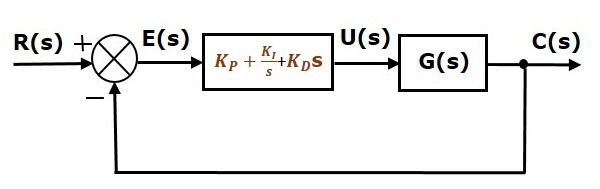 R(s) + E(s) K_P + K_I/s + K_D s U(s) G(s) C(s)
−